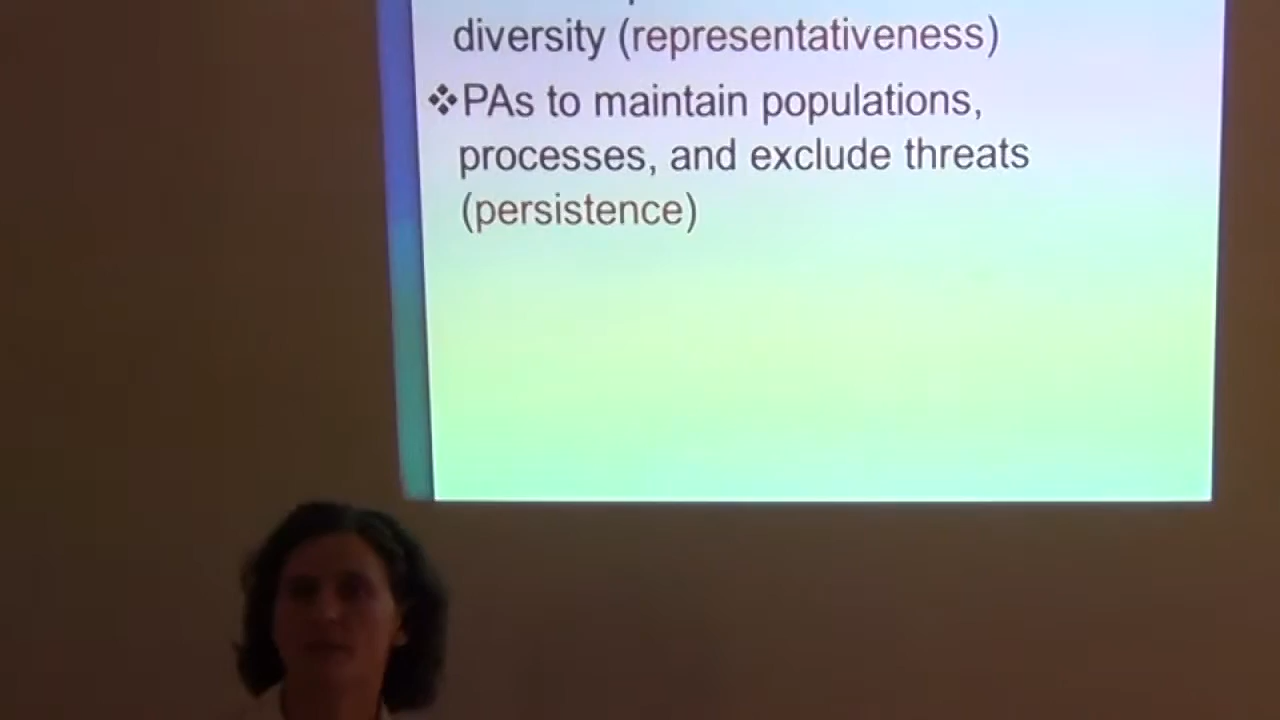 diversity (representativeness)
❖PAs to maintain populations,
processes, and exclude threats
(persistence)